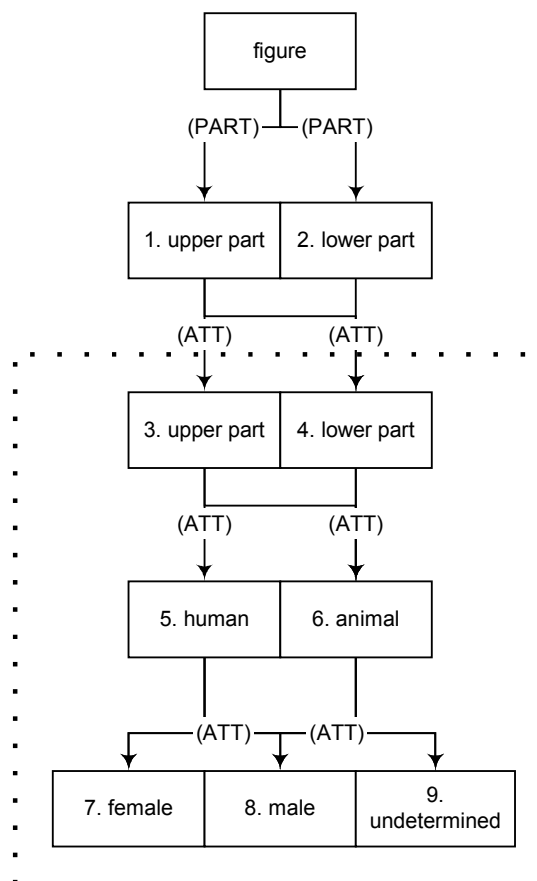 figure
(PART) (PART)
1. upper part 2. lower part
(ATT) (ATT)
3. upper part 4. lower part
(ATT) (ATT)
5. human 6. animal
(ATT) (ATT)
7. female 8. male 9.
undetermined